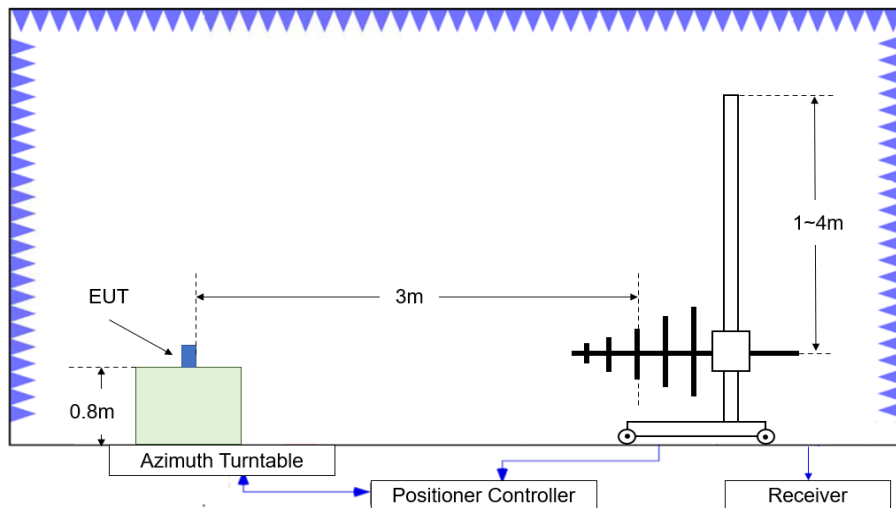 1~4m
EUT
3m
0.8m
Azimuth Turntable
Positioner Controller
Receiver